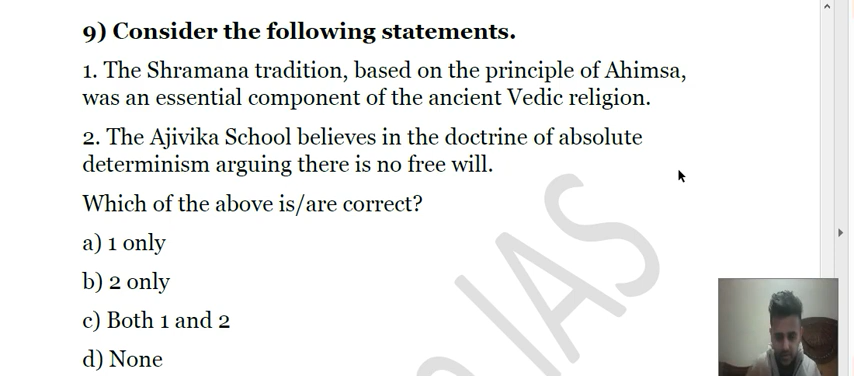 9) Consider the following statements.
1. The Shramana tradition, based on the principle of Ahimsa,
was an essential component of the ancient Vedic religion.
2. The Ajivika School believes in the doctrine of absolute
determinism arguing there is no free will.
Which of the above is/are correct?
a) 1 only
b) 2 only
c) Both 1 and 2
d) None
IAS